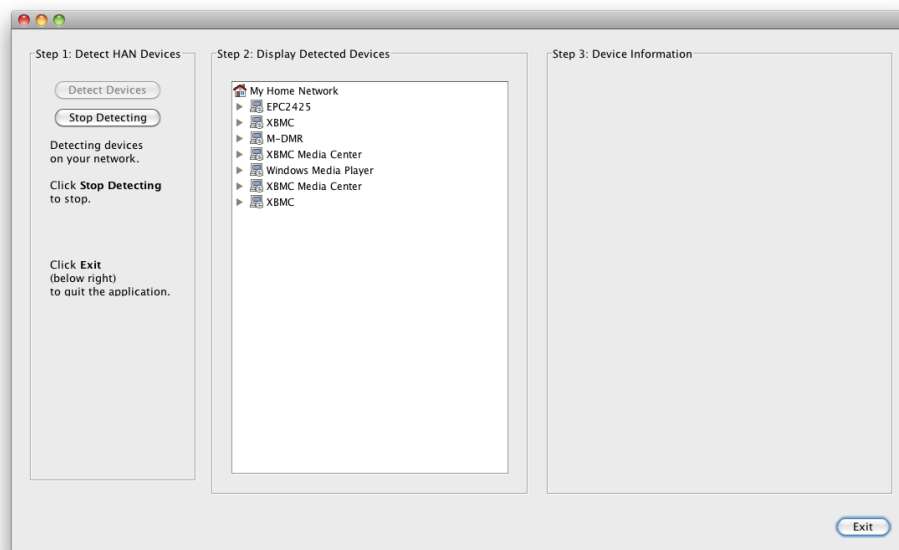 Step 1: Detect HAN Devices
Detect Devices
Stop Detecting
Detecting devices
on your network.
Click Stop Detecting
to stop.
Click Exit
(below right)
to quit the application.
Step 2: Display Detected Devices
My Home Network
EPC2425
XBMC
M-DMR
XBMC Media Center
Windows Media Player
XBMC Media Center
XBMC
Step 3: Device Information
Exit